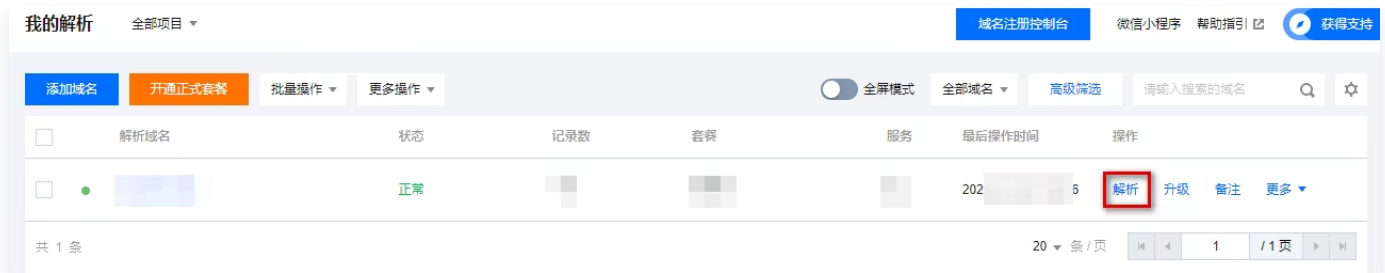 我的解析 全部项目 域名注册控制台 微信小程序 帮助指引 获得支持
添加域名 开通正式套餐 批量操作 更多操作 全屏模式 全部域名 高级筛选 请输入搜索的域名
解析域名 状态 记录数 套餐 服务 最后操作时间 操作
正常 202 6 解析 升级 备注 更多
共 1 条 20 条 / 页 1 / 1 页